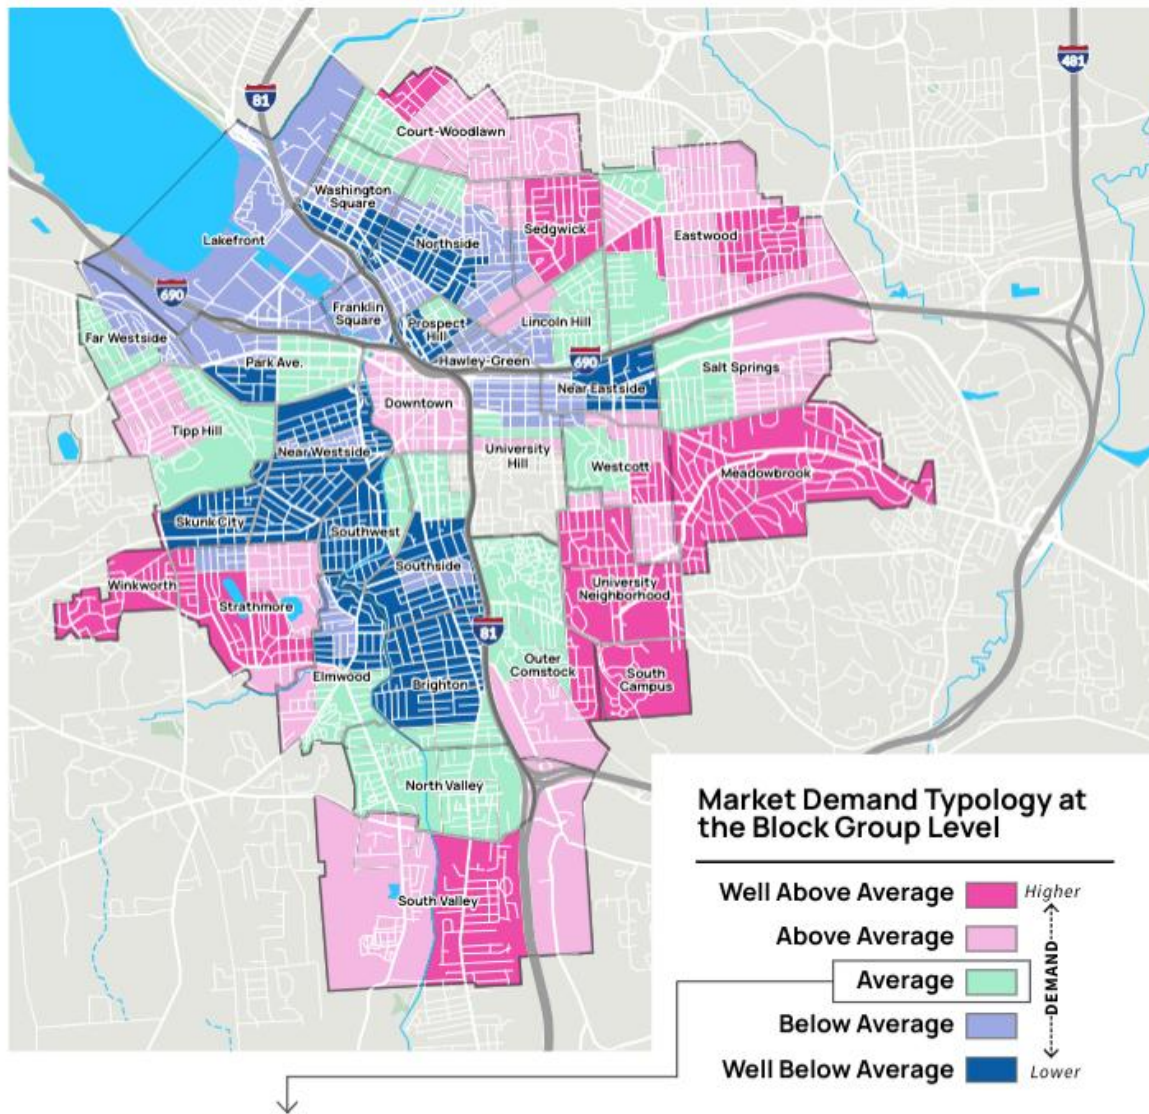 481
81
Court-Woodlawn
Washington
Square
Northside
Sedgwick
Eastwood
Lakefront
690
Franklin
Square
Prospect
Hill
Lincoln Hill
Far Westside
Park Ave.
Hawley-Green
690
Salt Springs
Near Eastside
Downtown
Tipp Hill
Near Westside
University
Hill
Westcott
Meadowbrook
Skunk City
Southwest
Southside
Winkworth
Strathmore
University
Neighborhood
81
Outer
Comstock
Elmwood
Brighton
South
Campus
North Valley
South Valley
Market Demand Typology at
the Block Group Level
Well Above Average
Higher
Above Average
Average
DEMAND
Below Average
Well Below Average
Lower